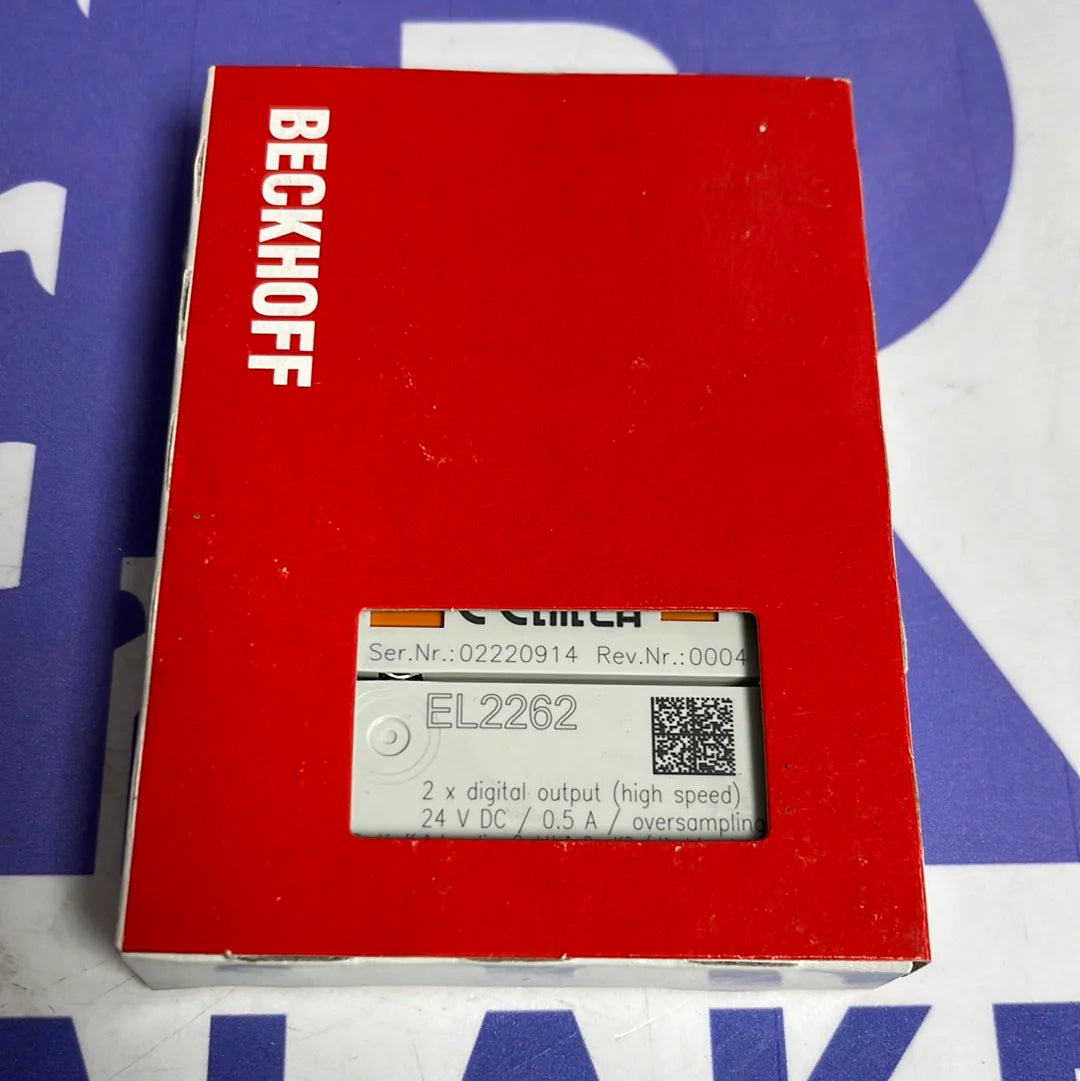 BECKHOFF
Ser.Nr.:02220914 Rev.Nr.:0004
EL2262
2 x digital output (high speed)
24 V DC / 0.5 A / oversampling